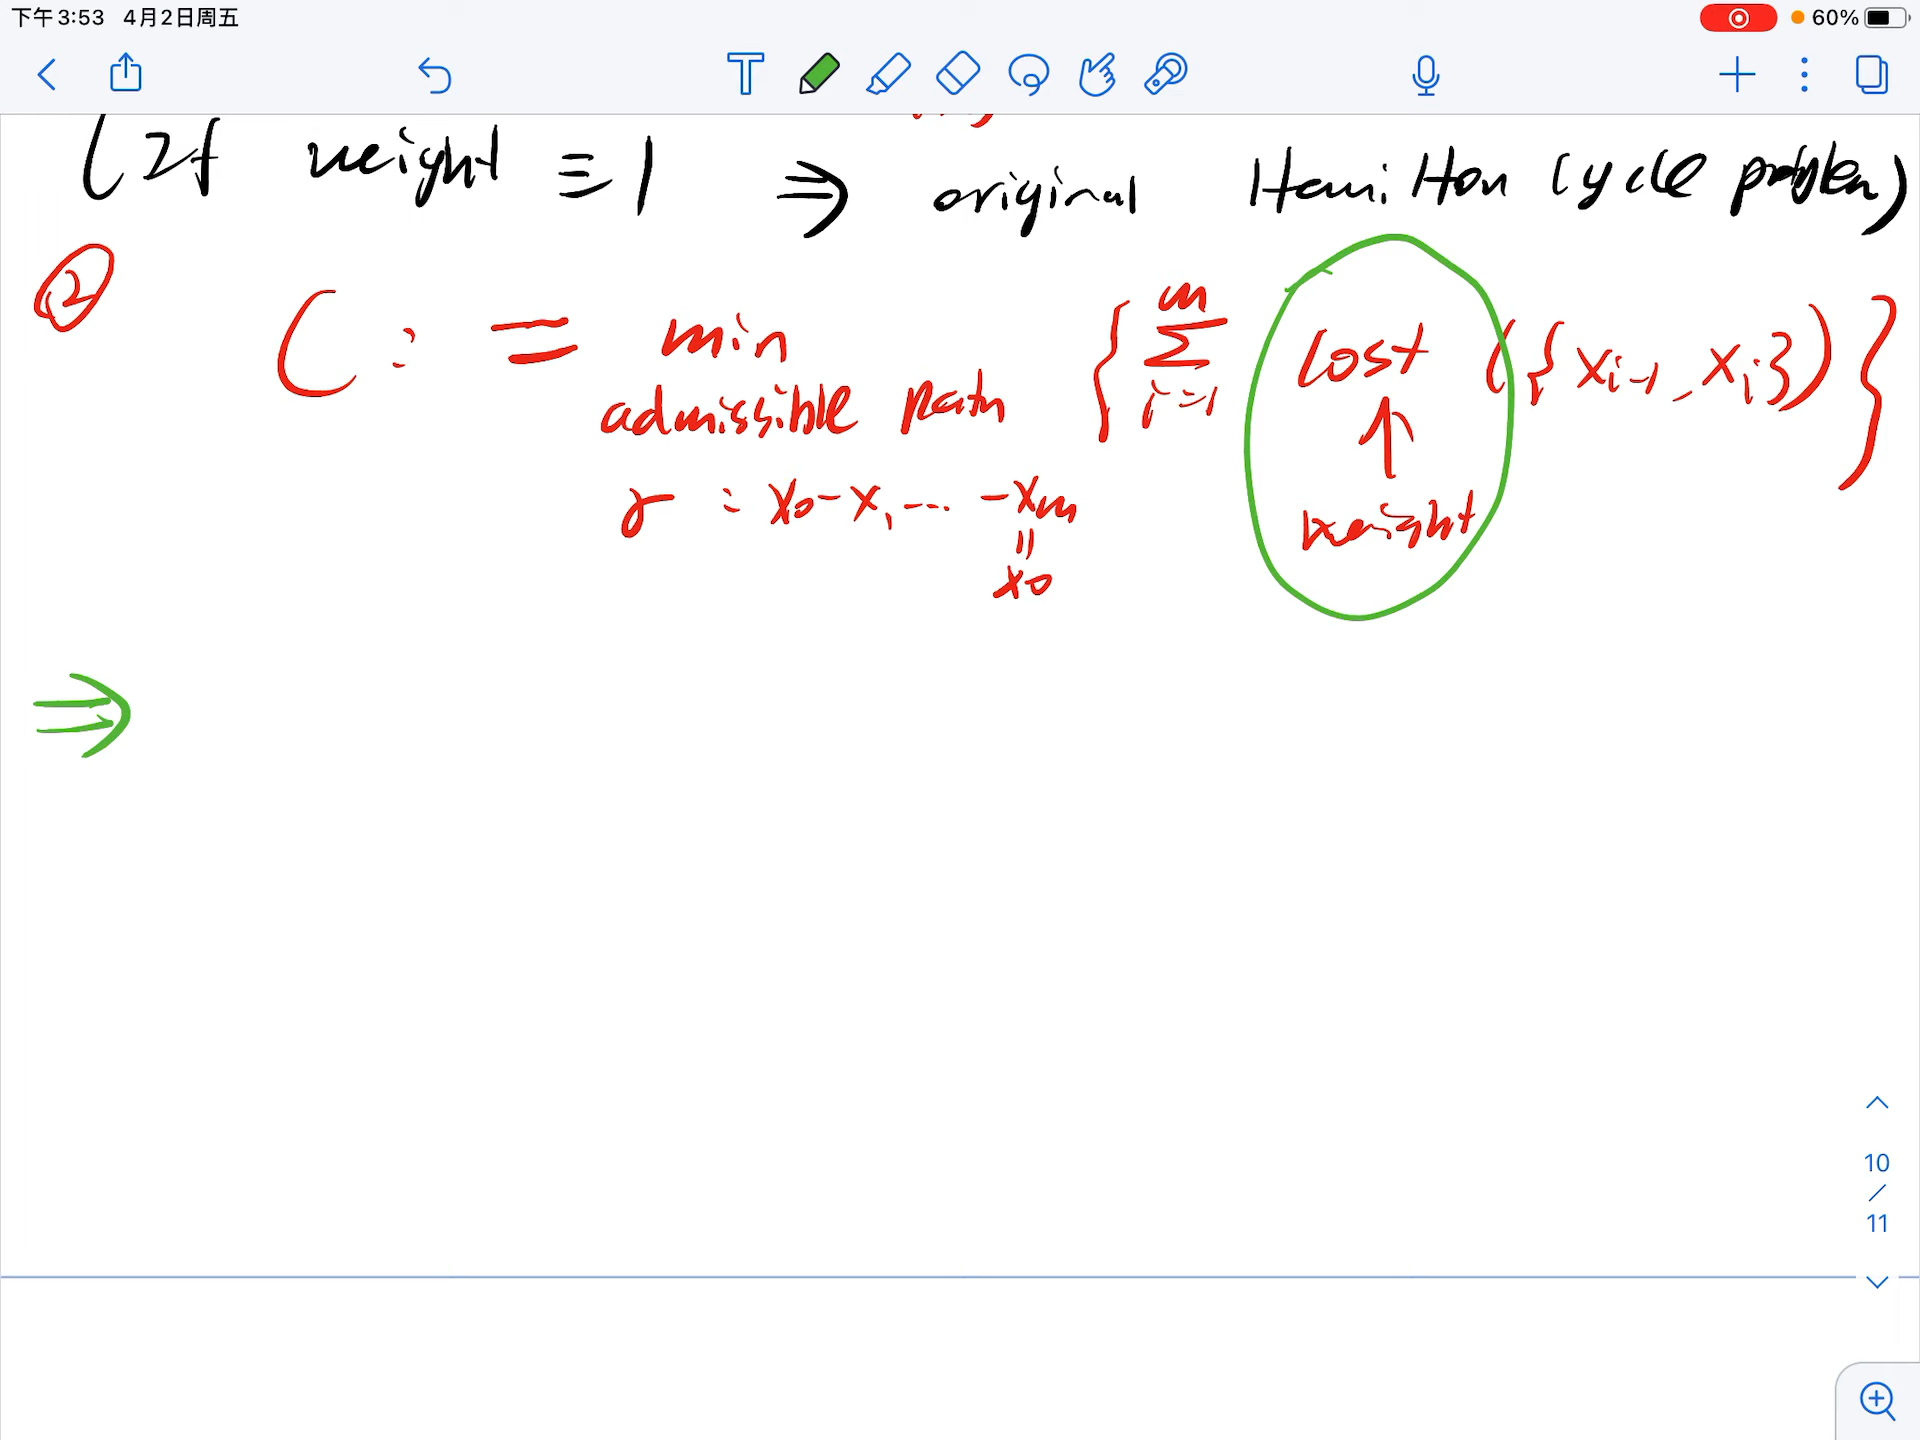 下午3:53 4月2日周五 60%
T
(If weight ≡ 1 ⇒ original Hamilton cycle problem)
② C := min { m Σ i=1 cost ({xi-1, xi}) }
admissible path ↑
γ : x0 - x1 ... - xm weight
=
x0
⇒
10
/
11